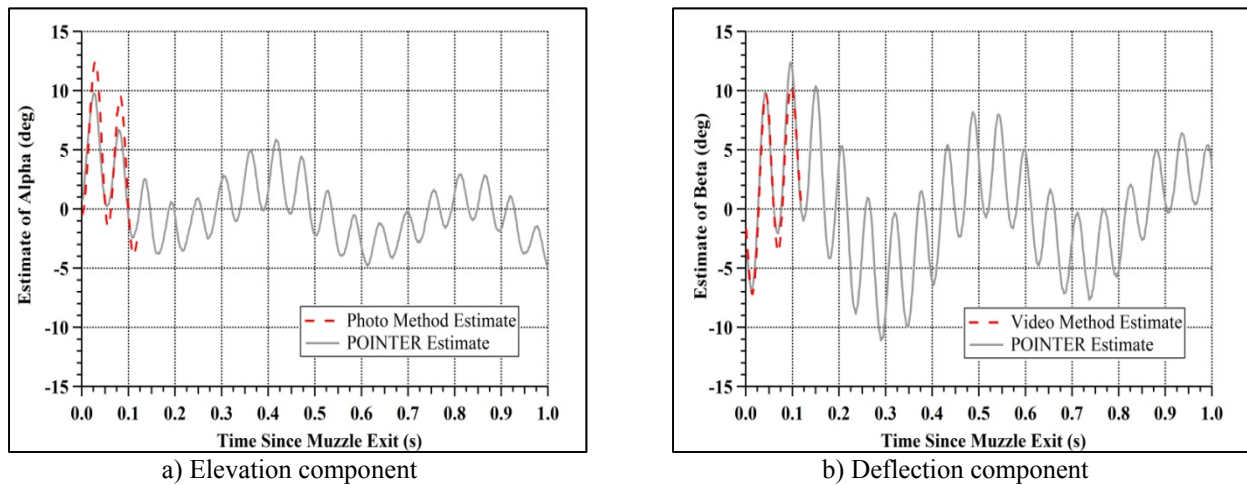 15
10
5
0
-5
-10
-15
Estimate of Alpha (deg)
Photo Method Estimate
POINTER Estimate
0.0 0.1 0.2 0.3 0.4 0.5 0.6 0.7 0.8 0.9 1.0
Time Since Muzzle Exit (s)
a) Elevation component
15
10
5
0
-5
-10
-15
Estimate of Beta (deg)
Video Method Estimate
POINTER Estimate
0.0 0.1 0.2 0.3 0.4 0.5 0.6 0.7 0.8 0.9 1.0
Time Since Muzzle Exit (s)
b) Deflection component